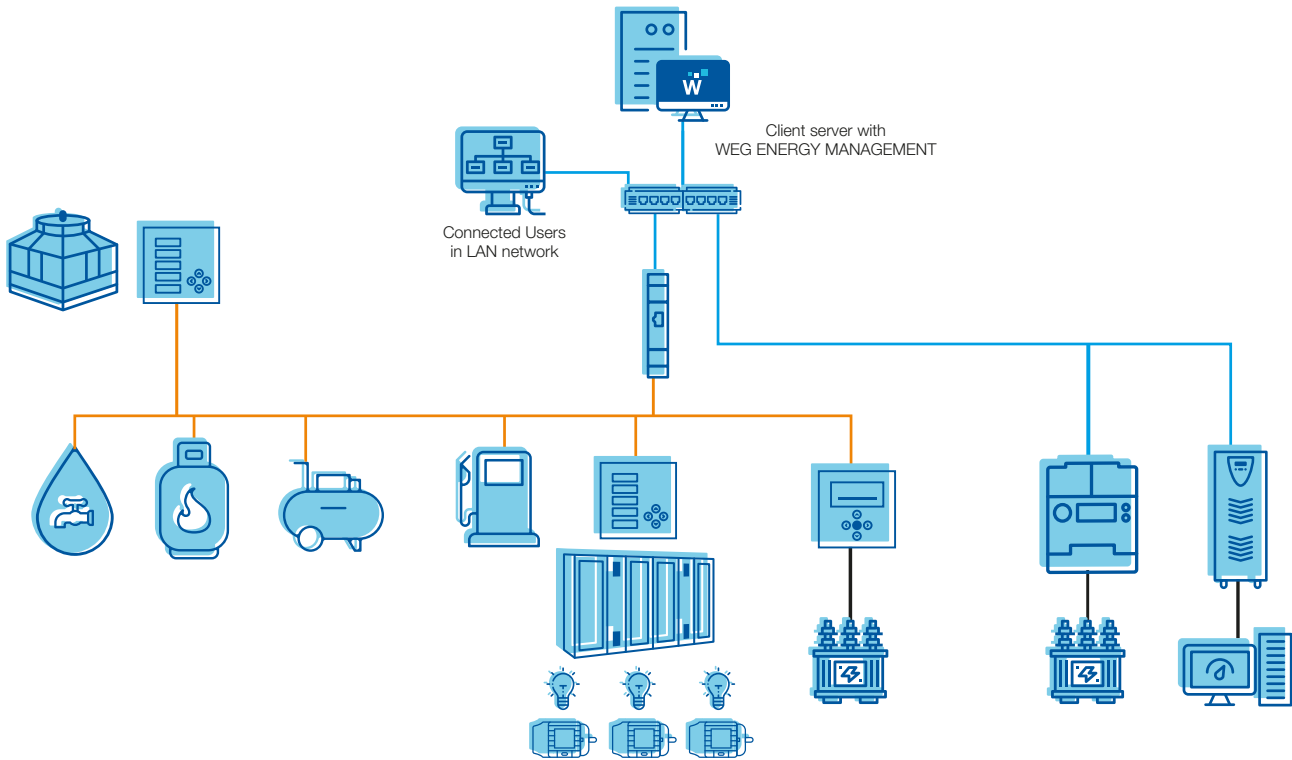 W
Client server with
WEG ENERGY MANAGEMENT
Connected Users
in LAN network